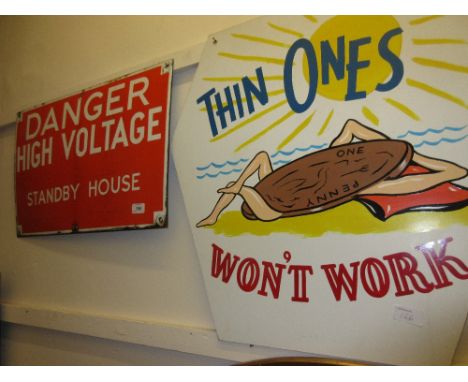 DANGER
HIGH VOLTAGE
STANDBY HOUSE
THIN ONES
ONE
PENNY
WON'T WORK